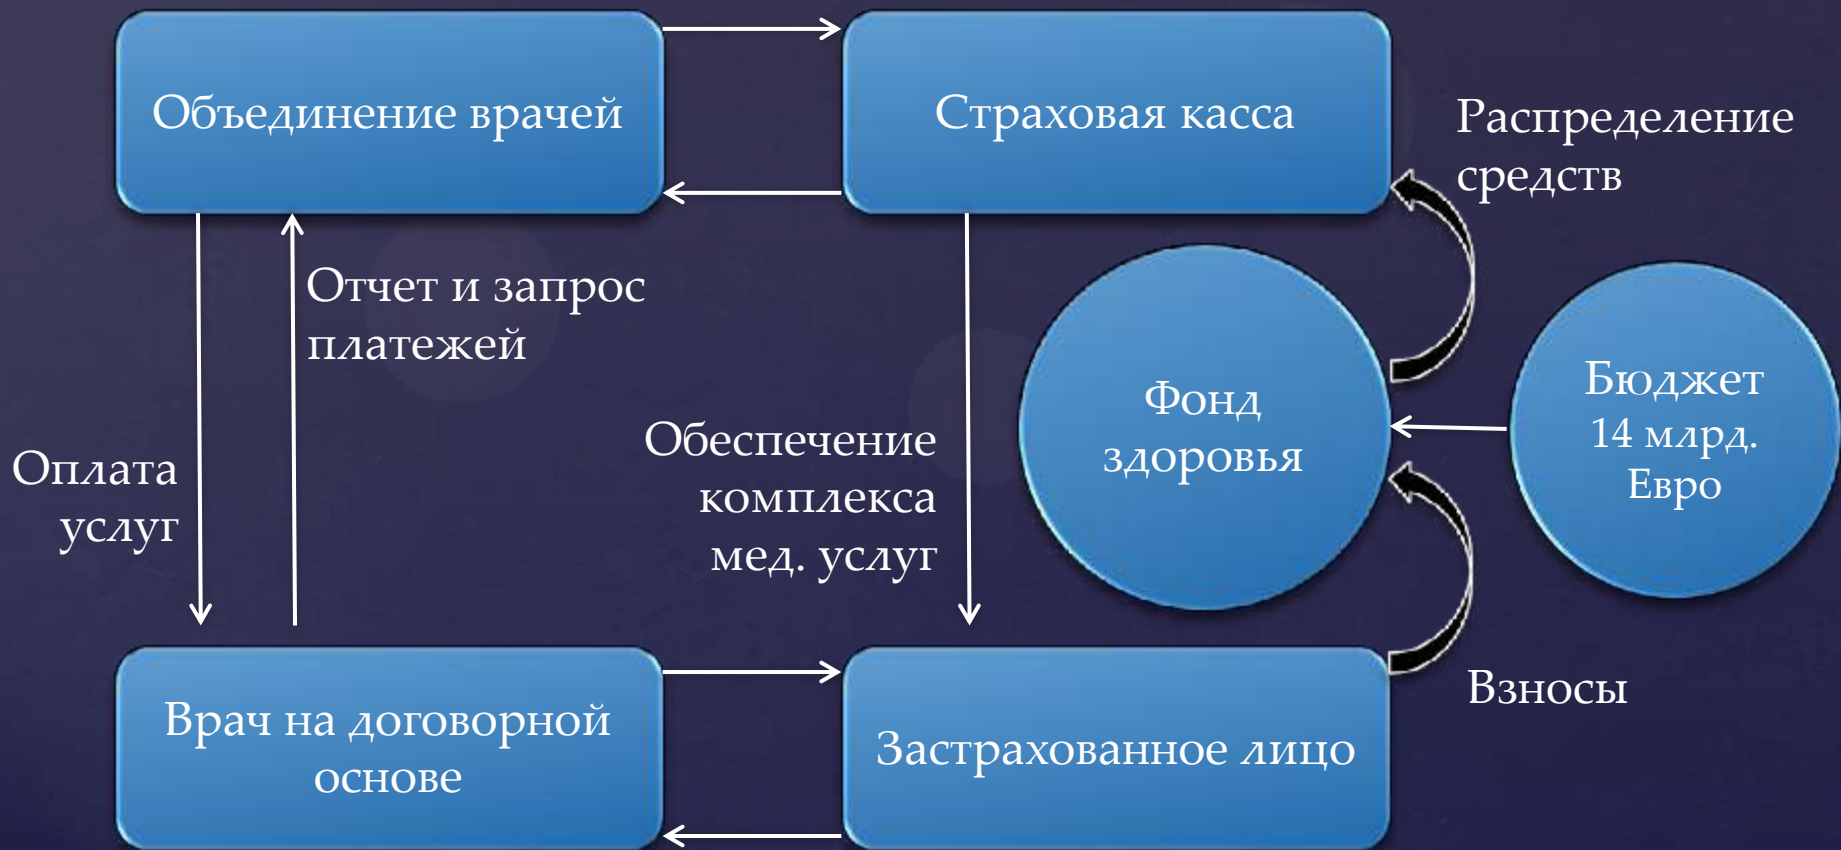 Объединение врачей
Страховая касса
Распределение
средств
Отчет и запрос
платежей
Оплата
услуг
Обеспечение
комплекса
мед. услуг
Фонд
здоровья
Бюджет
14 млрд.
Евро
Врач на договорной
основе
Застрахованное лицо
Взносы